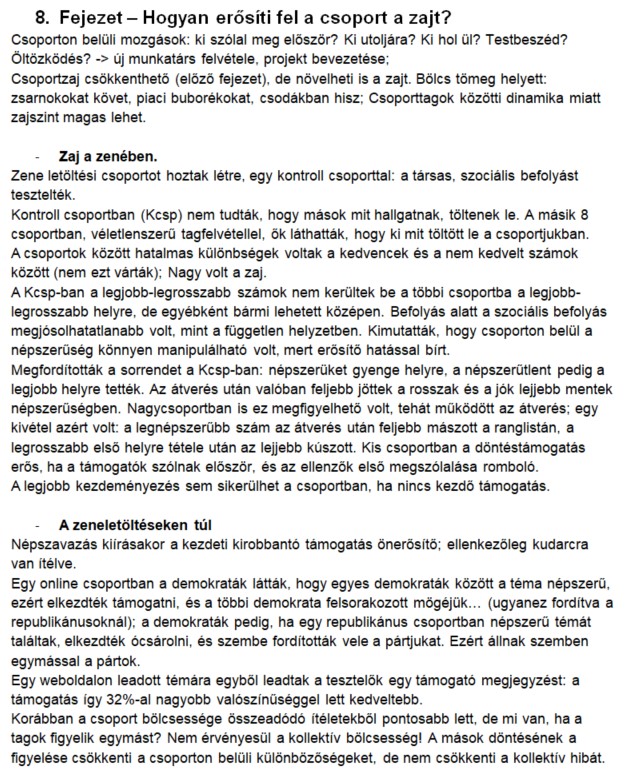 8. Fejezet – Hogyan erősíti fel a csoport a zajt?
Csoporton belüli mozgások: ki szólal meg először? Ki utoljára? Ki hol ül? Testbeszéd?
Öltözködés? -> új munkatárs felvétele, projekt bevezetése;
Csoportzaj csökkenthető (előző fejezet), de növelheti is a zajt. Bölcs tömeg helyett:
zsarnokokat követ, piaci buborékokat, csodákban hisz; Csoporttagok közötti dinamika miatt
zajszint magas lehet.
- Zaj a zenében.
Zene letöltési csoportot hoztak létre, egy kontroll csoporttal: a társas, szociális befolyást
tesztelték.
Kontroll csoportban (Kcsp) nem tudták, hogy mások mit hallgatnak, töltenek le. A másik 8
csoportban, véletlenszerű tagfelvétellel, ők láthatták, hogy ki mit töltött le a csoportjukban.
A csoportok között hatalmas különbségek voltak a kedvencek és a nem kedvelt számok
között (nem ezt várták); Nagy volt a zaj.
A Kcsp-ban a legjobb-legrosszabb számok nem kerültek be a többi csoportba a legjobb-
legrosszabb helyre, de egyébként bármi lehetett középen. Befolyás alatt a szociális befolyás
megjósolhatatlanabb volt, mint a független helyzetben. Kimutatták, hogy csoporton belül a
népszerűség könnyen manipulálható volt, mert erősítő hatással bírt.
Megfordították a sorrendet a Kcsp-ban: népszerűket gyenge helyre, a népszerűtlent pedig a
legjobb helyre tették. Az átverés után valóban feljebb jöttek a rosszak és a jók lejjebb mentek
népszerűségben. Nagycsoportban is ez megfigyelhető volt, tehát működött az átverés; egy
kivétel azért volt: a legnépszerűbb szám az átverés után feljebb mászott a ranglistán, a
legrosszabb első helyre tétele után az lejjebb kúszott. Kis csoportban a döntéstámogatás
erős, ha a támogatók szólnak először, és az ellenzők első megszólalása romboló.
A legjobb kezdeményezés sem sikerülhet a csoportban, ha nincs kezdő támogatás.
- A zeneletöltéseken túl
Népszavazás kiírásakor a kezdeti kirobbantó támogatás önerősítő; ellenkezőleg kudarcra
van ítélve.
Egy online csoportban a demokraták látták, hogy egyes demokraták között a téma népszerű,
ezért elkezdték támogatni, és a többi demokrata felsorakozott mögéjük... (ugyanez fordítva a
republikánusoknál); a demokraták pedig, ha egy republikánus csoportban népszerű témát
találtak, elkezdték ócsárolni, és szembe fordították vele a pártjukat. Ezért állnak szemben
egymással a pártok.
Egy weboldalon leadott témára egyből leadtak a tesztelők egy támogató megjegyzést: a
támogatás így 32%-al nagyobb valószínűséggel lett kedveltebb.
Korábban a csoport bölcsessége összeadódó ítéletekből pontosabb lett, de mi van, ha a
tagok figyelik egymást? Nem érvényesül a kollektív bölcsesség! A mások döntésének a
figyelése csökkenti a csoporton belüli különbözőségeket, de nem csökkenti a kollektív hibát.